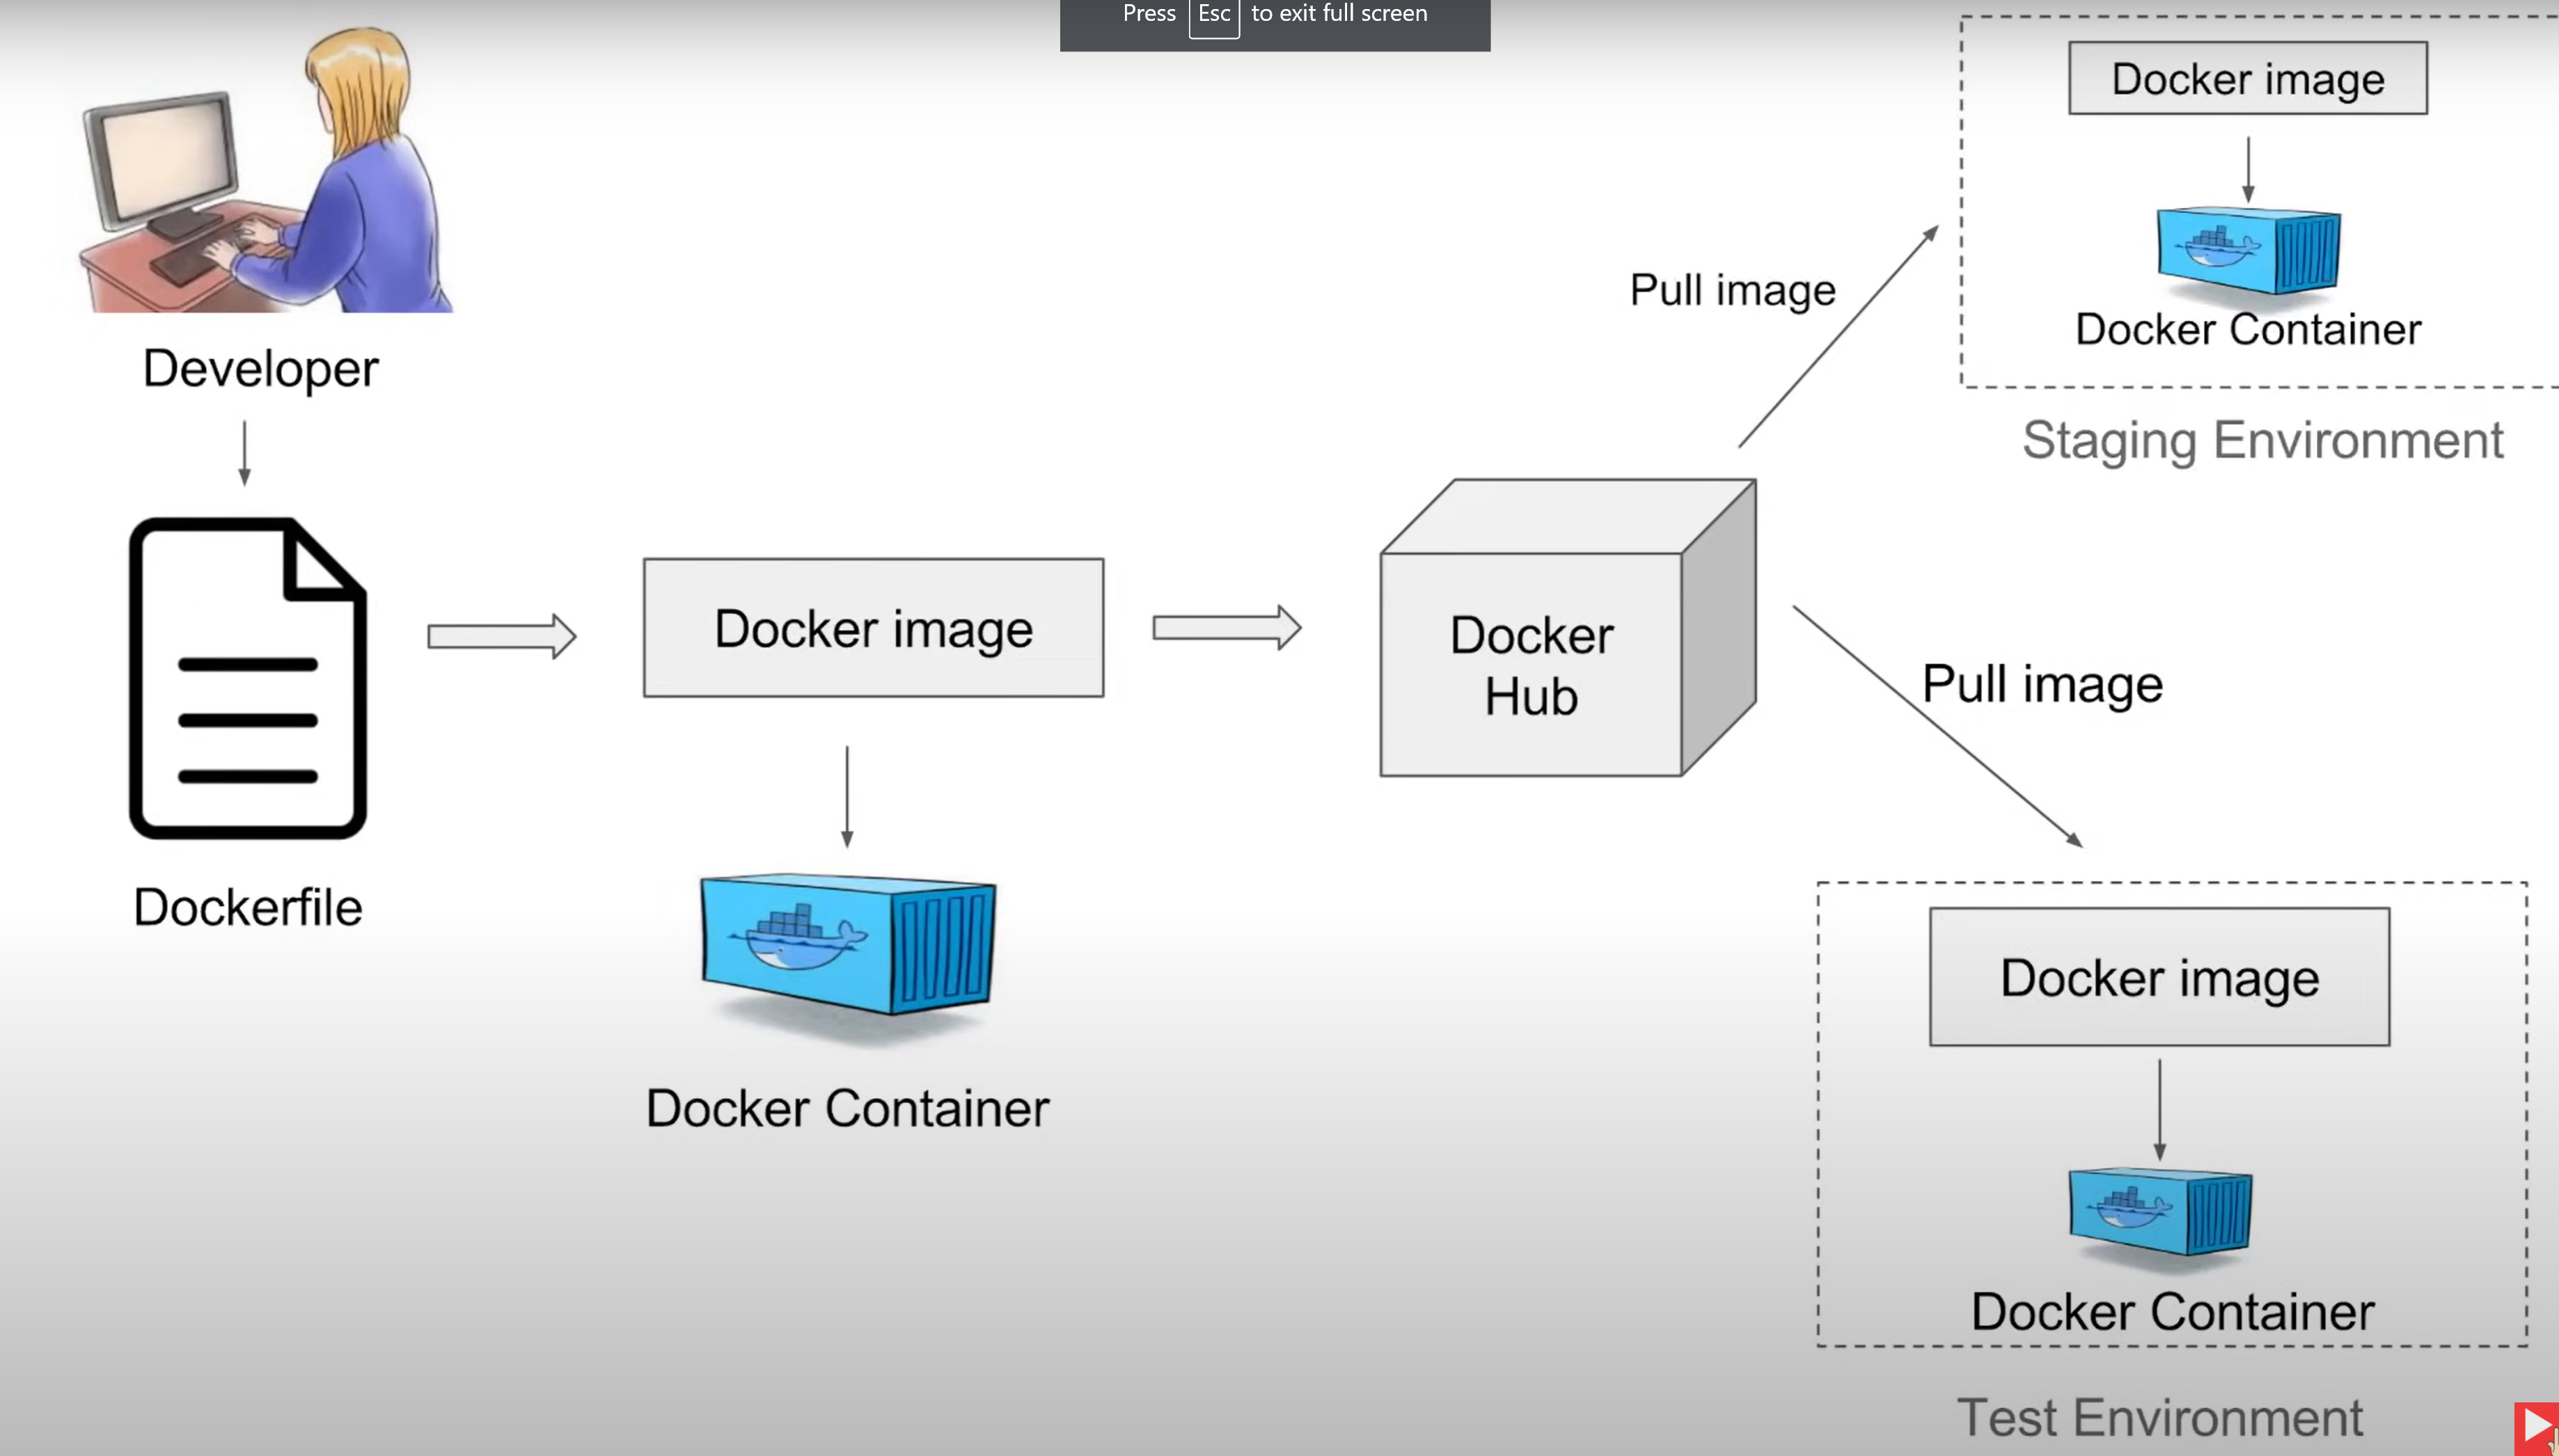 Press Esc to exit full screen
Developer
Dockerfile
Docker image
Docker Container
Docker
Hub
Pull image
Docker image
Docker Container
Staging Environment
Pull image
Docker image
Docker Container
Test Environment